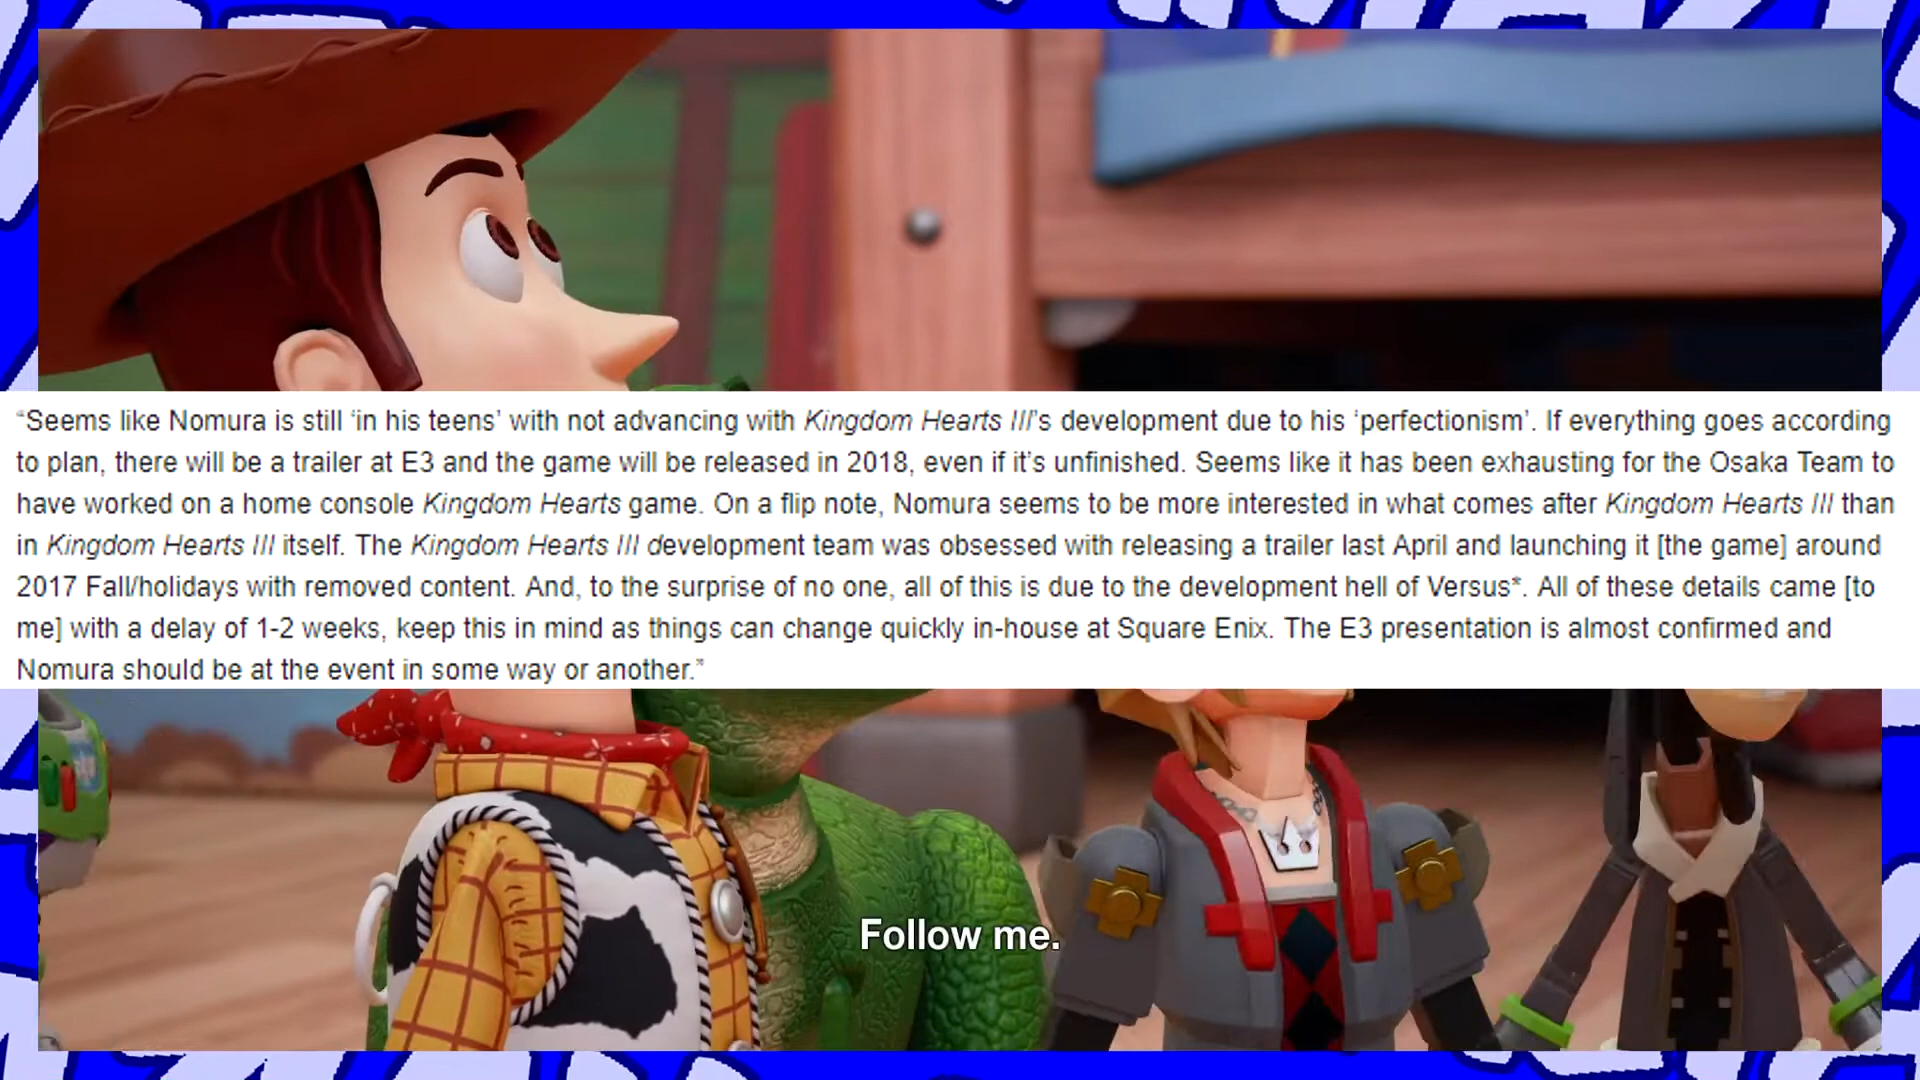 “Seems like Nomura is still ‘in his teens’ with not advancing with Kingdom Hearts III’s development due to his ‘perfectionism’. If everything goes according
to plan, there will be a trailer at E3 and the game will be released in 2018, even if it’s unfinished. Seems like it has been exhausting for the Osaka Team to
have worked on a home console Kingdom Hearts game. On a flip note, Nomura seems to be more interested in what comes after Kingdom Hearts III than
in Kingdom Hearts III itself. The Kingdom Hearts III development team was obsessed with releasing a trailer last April and launching it [the game] around
2017 Fall/holidays with removed content. And, to the surprise of no one, all of this is due to the development hell of Versus*. All of these details came [to
me] with a delay of 1-2 weeks, keep this in mind as things can change quickly in-house at Square Enix. The E3 presentation is almost confirmed and
Nomura should be at the event in some way or another.”
Follow me.